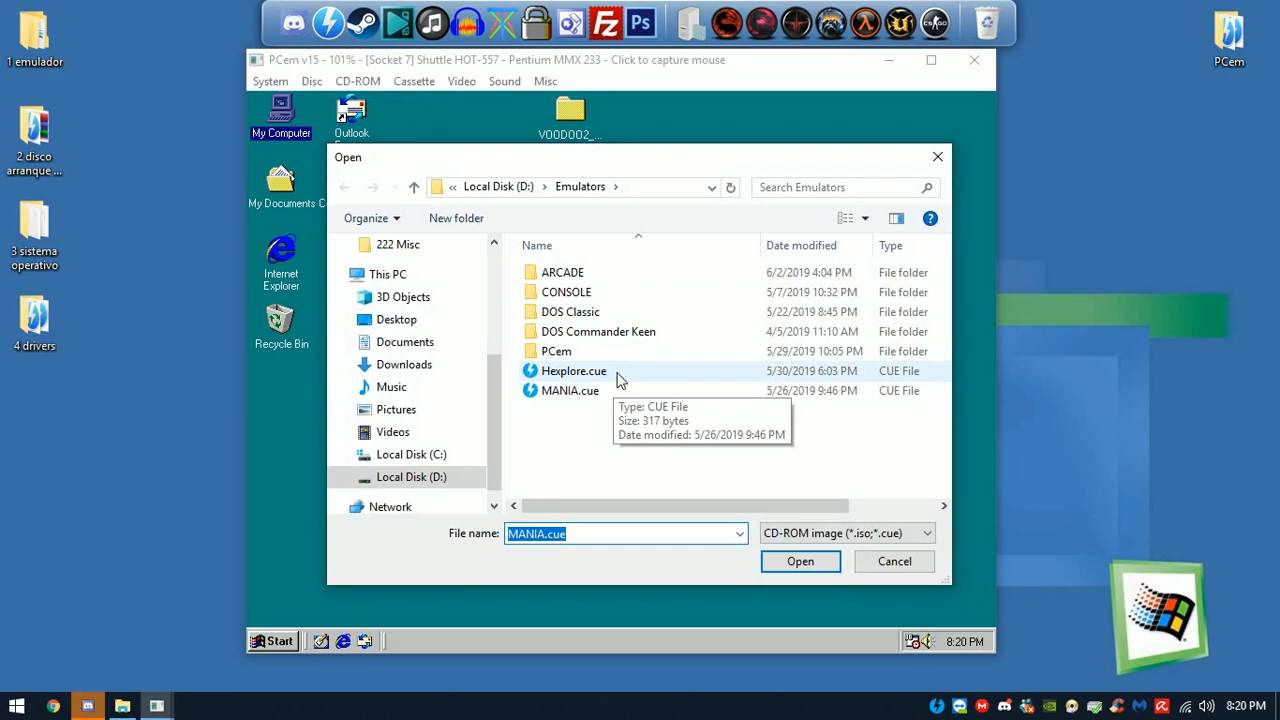 1 emulador
2 disco
arranque ...
3 sistema
operativo
4 drivers
Ps
CS:GO
PCem
PCem v15 - 101% - [Socket 7] Shuttle HOT-557 - Pentium MMX 233 - Click to capture mouse
System Disc CD-ROM Cassette Video Sound Misc
My Computer
Outlook
VOODOO2_...
My Documents
Internet
Explorer
Recycle Bin
Open
« Local Disk (D:) > Emulators >
Search Emulators
Organize
New folder
222 Misc
This PC
3D Objects
Desktop
Documents
Downloads
Music
Pictures
Videos
Local Disk (C:)
Local Disk (D:)
Network
Name Date modified Type
ARCADE 6/2/2019 4:04 PM File folder
CONSOLE 5/7/2019 10:32 PM File folder
DOS Classic 5/22/2019 8:45 PM File folder
DOS Commander Keen 4/5/2019 11:10 AM File folder
PCem 5/29/2019 10:05 PM File folder
Hexplore.cue 5/30/2019 6:03 PM CUE File
MANIA.cue 5/26/2019 9:46 PM CUE File
Type: CUE File
Size: 317 bytes
Date modified: 5/26/2019 9:46 PM
File name: MANIA.cue
CD-ROM image (*.iso;*.cue)
Open
Cancel
Start
8:20 PM
8:20 PM